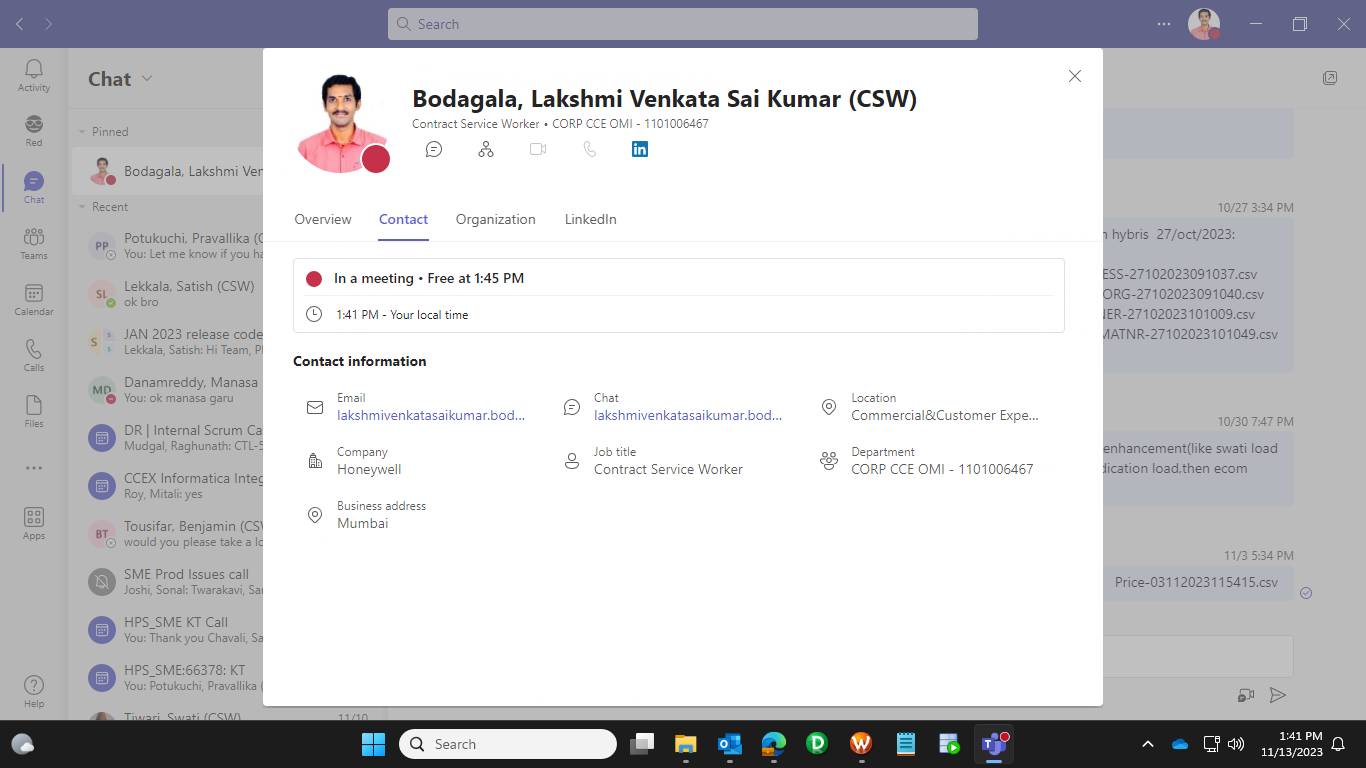 Search
Activity
Red
Chat
Teams
Calendar
Calls
Files
Apps
Help
Chat
Pinned
Bodagala, Lakshmi Ven
Recent
PP
Potukuchi, Pravallika (C
You: Let me know if you ha
SL
Lekkala, Satish (CSW)
ok bro
S
JAN 2023 release code
Lekkala, Satish: Hi Team, Pl
MD
Danamreddy, Manasa
You: ok manasa garu
DR | Internal Scrum Ca
Mudgal, Raghunath: CTL-5
CCEX Informatica Integ
Roy, Mitali: yes
BT
Tousifar, Benjamin (CSW
would you please take a lo
SME Prod Issues call
Joshi, Sonal: Twarakavi, Sar
HPS_SME KT Call
You: Thank you Chavali, Sa
HPS_SME:66378: KT
You: Potukuchi, Pravallika (
Tiwari, Swati (CSW)
11/10
Bodagala, Lakshmi Venkata Sai Kumar (CSW)
Contract Service Worker • CORP CCE OMI - 1101006467
in
Overview
Contact
Organization
LinkedIn
In a meeting • Free at 1:45 PM
1:41 PM - Your local time
Contact information
Email
lakshmivenkatasaikumar.bod...
Chat
lakshmivenkatasaikumar.bod...
Location
Commercial&Customer Expe...
Company
Honeywell
Job title
Contract Service Worker
Department
CORP CCE OMI - 1101006467
Business address
Mumbai
10/27 3:34 PM
n hybris 27/oct/2023:
ESS-27102023091037.csv
ORG-27102023091040.csv
NER-27102023101009.csv
MATNR-27102023101049.csv
10/30 7:47 PM
enhancement(like swati load
dication load,then ecom
11/3 5:34 PM
Price-03112023115415.csv
Search
1:41 PM
11/13/2023